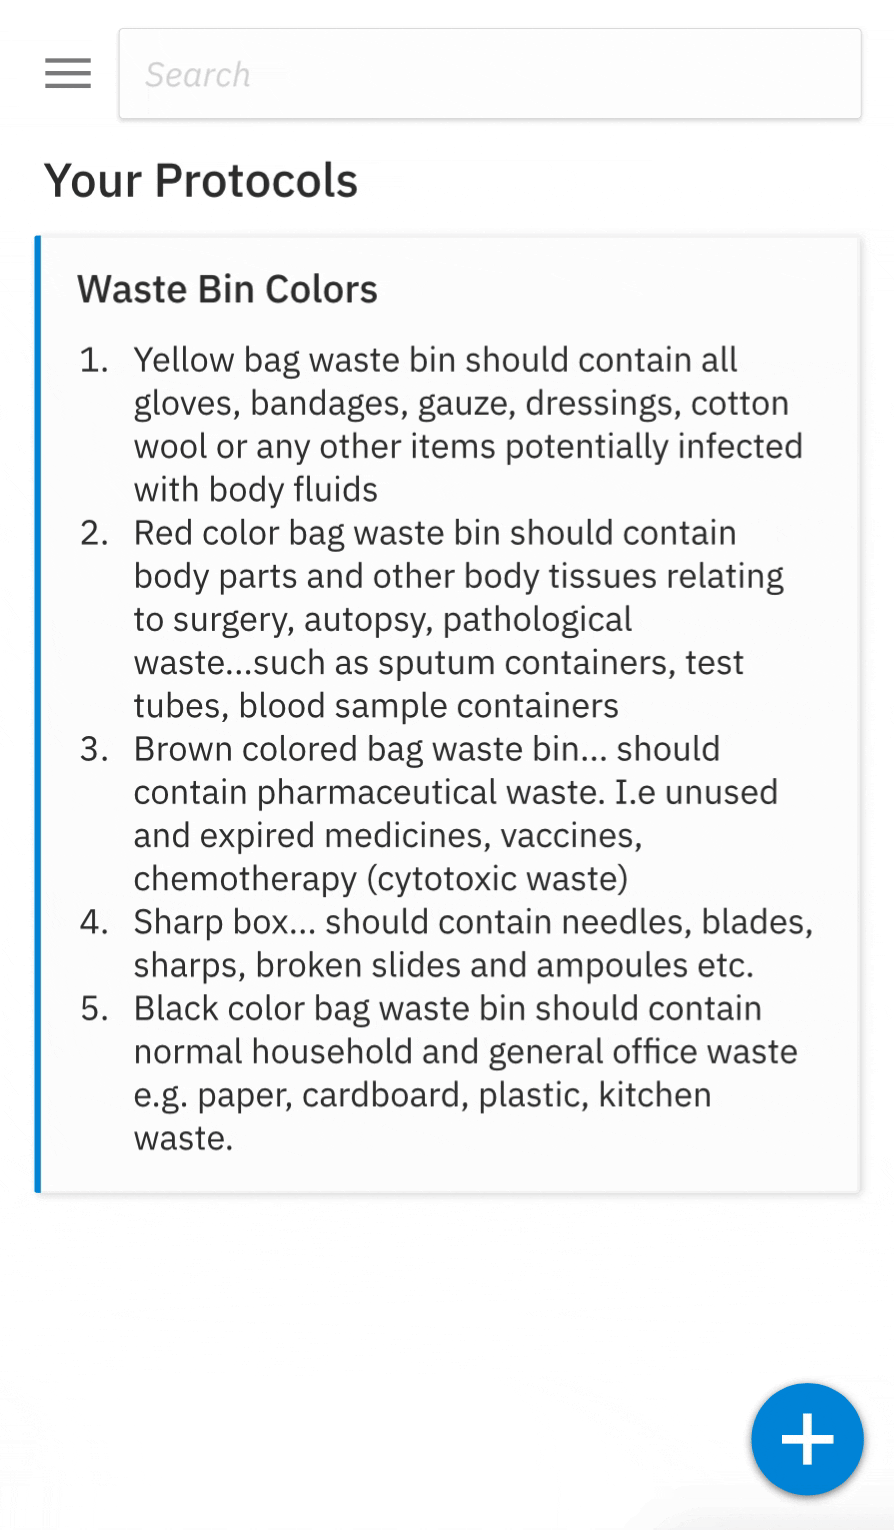 Search
Your Protocols
Waste Bin Colors
1. Yellow bag waste bin should contain all
gloves, bandages, gauze, dressings, cotton
wool or any other items potentially infected
with body fluids
2. Red color bag waste bin should contain
body parts and other body tissues relating
to surgery, autopsy, pathological
waste...such as sputum containers, test
tubes, blood sample containers
3. Brown colored bag waste bin... should
contain pharmaceutical waste. I.e unused
and expired medicines, vaccines,
chemotherapy (cytotoxic waste)
4. Sharp box... should contain needles, blades,
sharps, broken slides and ampoules etc.
5. Black color bag waste bin should contain
normal household and general office waste
e.g. paper, cardboard, plastic, kitchen
waste.